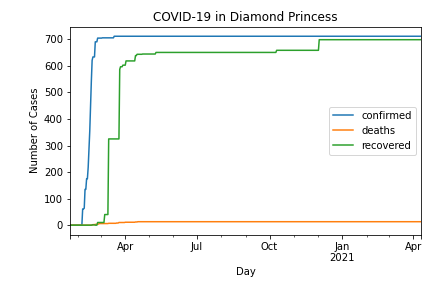 COVID-19 in Diamond Princess
Number of Cases
700
600
500
400
300
200
100
0
confirmed
deaths
recovered
Apr
Jul
Oct
Jan
2021
Apr
Day